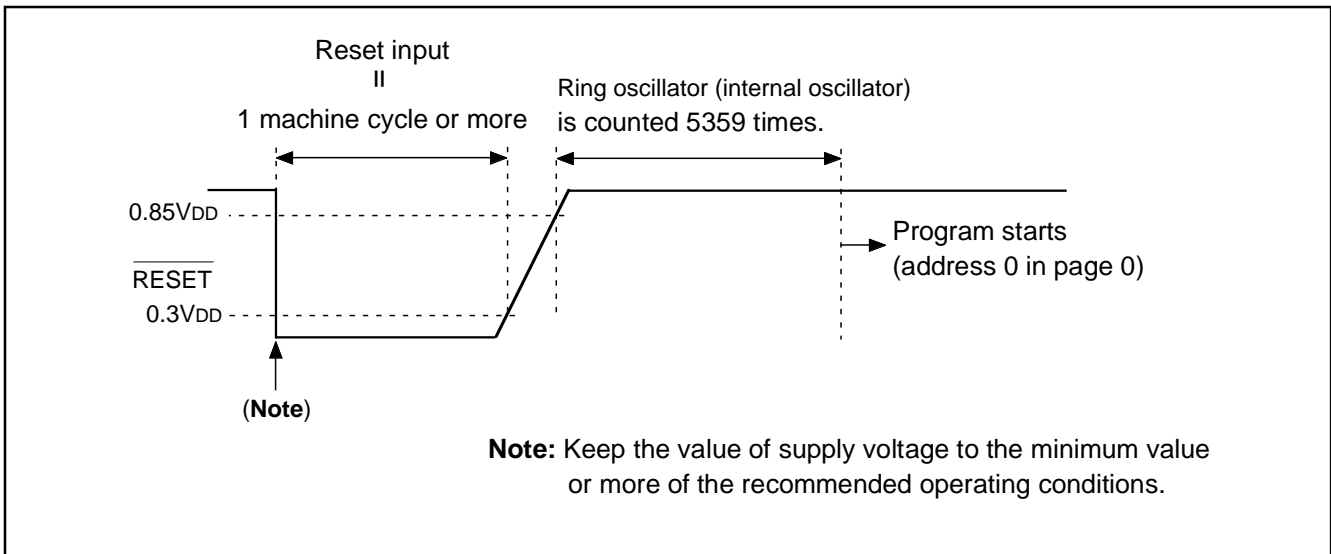 Reset input
=
1 machine cycle or more
Ring oscillator (internal oscillator)
is counted 5359 times.
0.85VDD
RESET
0.3VDD
Program starts
(address 0 in page 0)
(Note)
Note: Keep the value of supply voltage to the minimum value
or more of the recommended operating conditions.